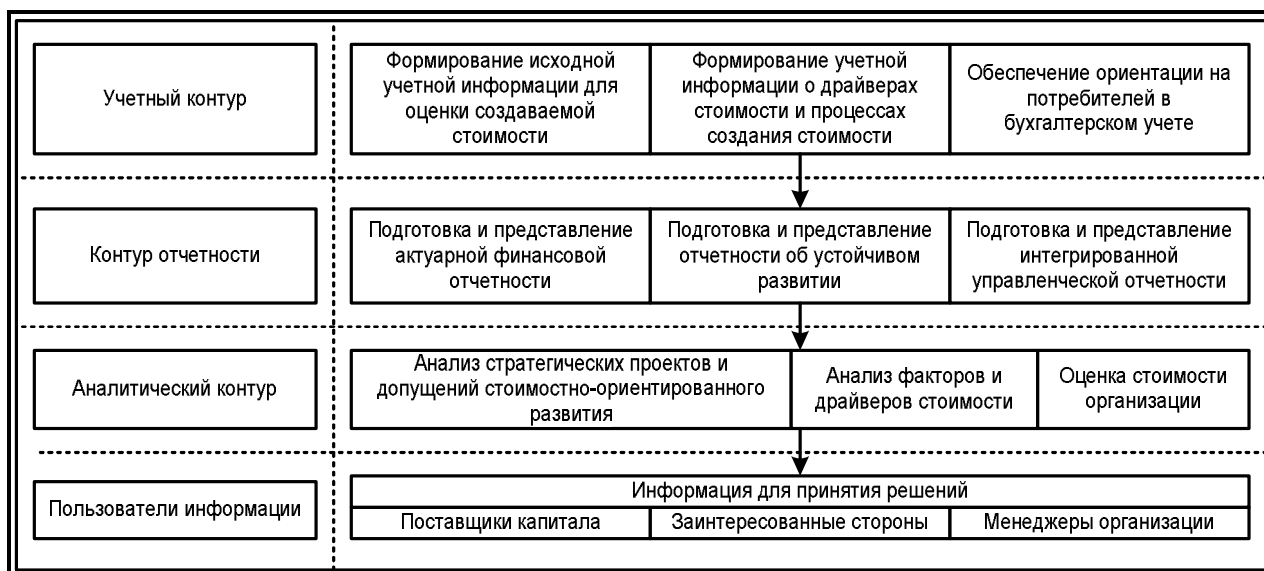 Учетный контур
Формирование исходной
учетной информации для
оценки создаваемой
стоимости
Формирование учетной
информации о драйверах
стоимости и процессах
создания стоимости
Обеспечение ориентации на
потребителей в
бухгалтерском учете
Контур отчетности
Подготовка и представление
актуарной финансовой
отчетности
Подготовка и представление
отчетности об устойчивом
развитии
Подготовка и представление
интегрированной
управленческой отчетности
Аналитический контур
Анализ стратегических проектов и
допущений стоимостно-ориентированного
развития
Анализ факторов и
драйверов стоимости
Оценка стоимости
организации
Пользователи информации
Информация для принятия решений
Поставщики капитала
Заинтересованные стороны
Менеджеры организации